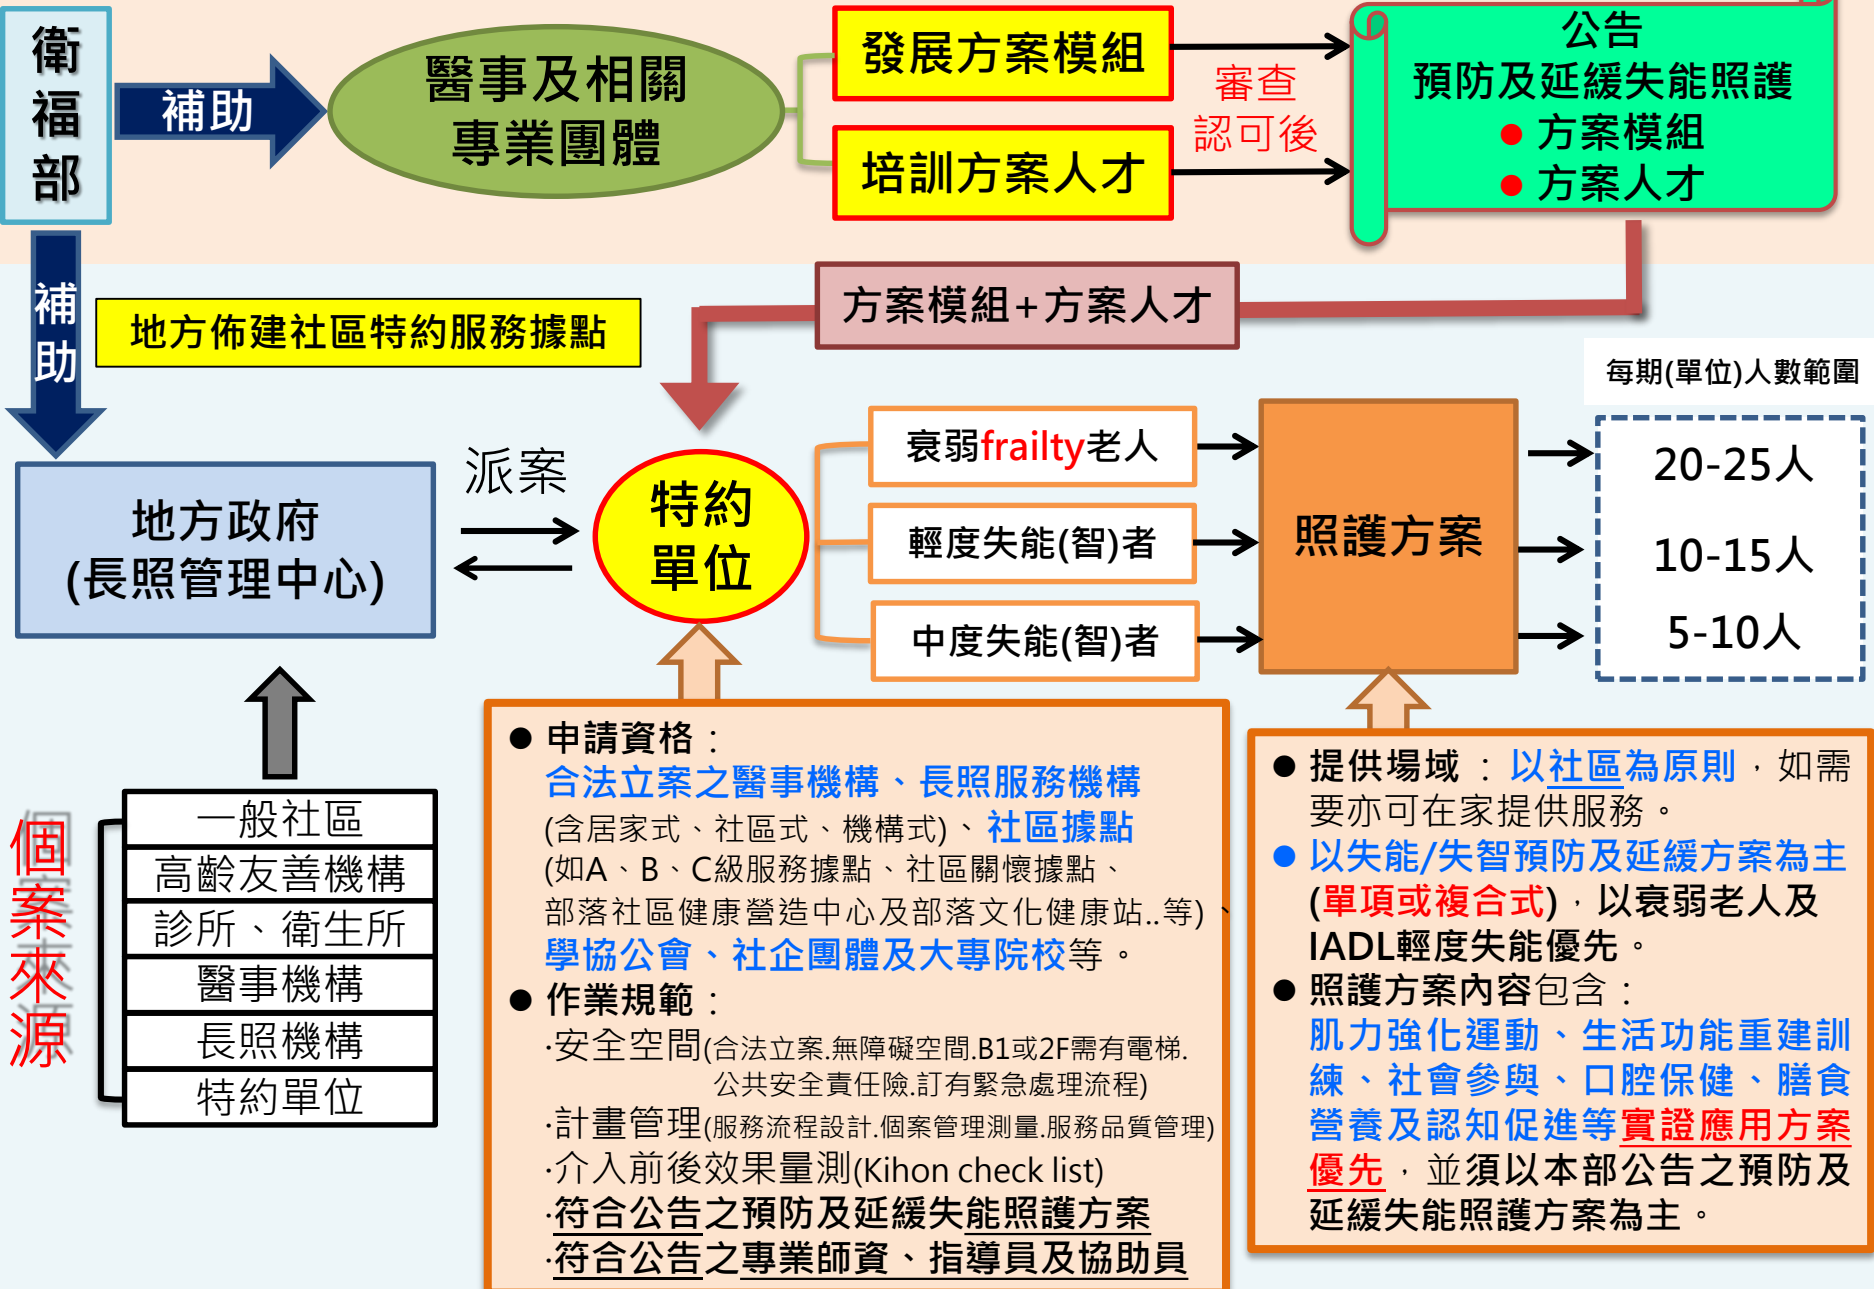 衛福部
補助
醫事及相關
專業團體
發展方案模組
培訓方案人才
審查
認可後
公告
預防及延緩失能照護
● 方案模組
● 方案人才
補助
地方佈建社區特約服務據點
方案模組+方案人才
每期(單位)人數範圍
地方政府
(長照管理中心)
派案
特約
單位
衰弱frailty老人
輕度失能(智)者
中度失能(智)者
照護方案
20-25人
10-15人
5-10人
個案來源
一般社區
高齡友善機構
診所、衛生所
醫事機構
長照機構
特約單位
● 申請資格：
合法立案之醫事機構、長照服務機構
(含居家式、社區式、機構式)、社區據點
(如A、B、C級服務據點、社區關懷據點、
部落社區健康營造中心及部落文化健康站..等)、
學協公會、社企團體及大專院校等。
● 作業規範：
·安全空間(合法立案.無障礙空間.B1或2F需有電梯.
公共安全責任險.訂有緊急處理流程)
·計畫管理(服務流程設計.個案管理測量.服務品質管理)
·介入前後效果量測(Kihon check list)
·符合公告之預防及延緩失能照護方案
·符合公告之專業師資、指導員及協助員
● 提供場域：以社區為原則，如需
要亦可在家提供服務。
● 以失能/失智預防及延緩方案為主
(單項或複合式)，以衰弱老人及
IADL輕度失能優先。
● 照護方案內容包含：
肌力強化運動、生活功能重建訓
練、社會參與、口腔保健、膳食
營養及認知促進等實證應用方案
優先，並須以本部公告之預防及
延緩失能照護方案為主。